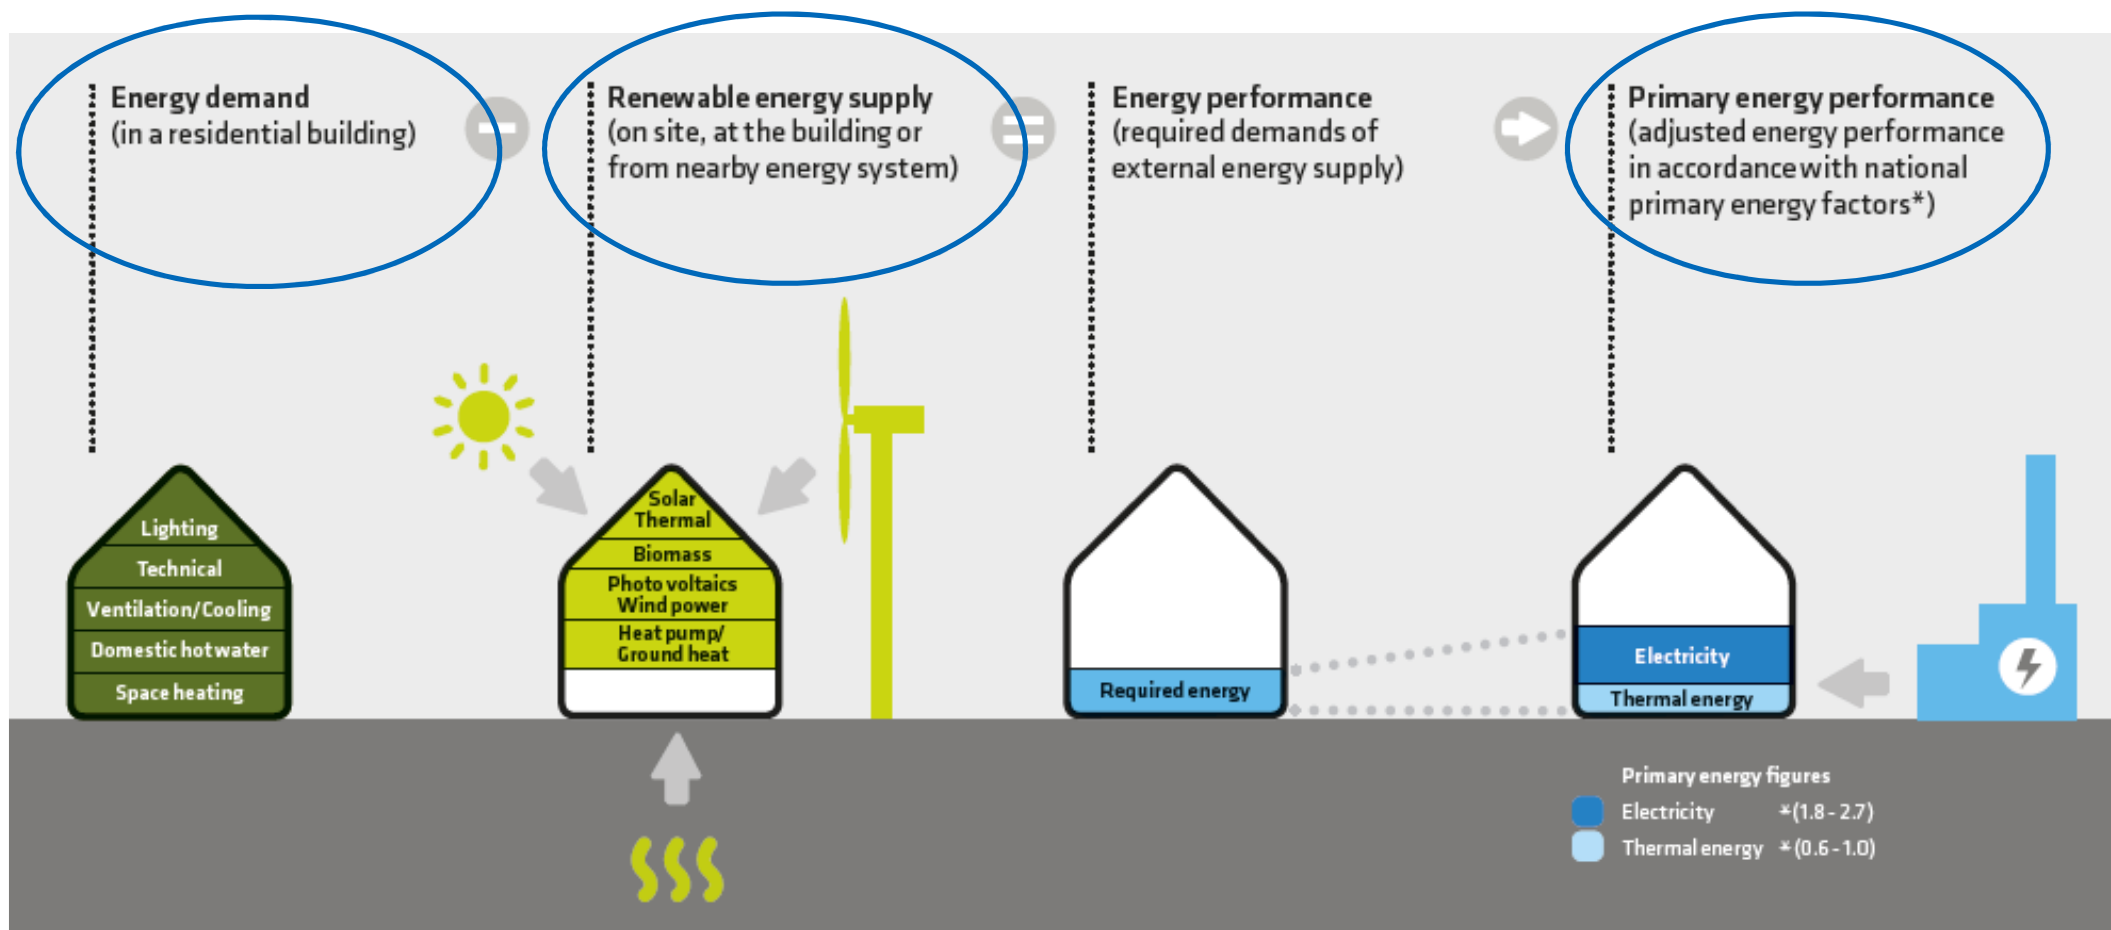 Energy demand
(in a residential building)
Renewable energy supply
(on site, at the building or
from nearby energy system)
Energy performance
(required demands of
external energy supply)
Primary energy performance
(adjusted energy performance
in accordance with national
primary energy factors*)
Lighting
Technical
Ventilation/Cooling
Domestic hot water
Space heating
Solar
Thermal
Biomass
Photo voltaics
Wind power
Heat pump/
Ground heat
Required energy
Electricity
Thermal energy
Primary energy figures
Electricity *(1.8 - 2.7)
Thermal energy *(0.6 - 1.0)